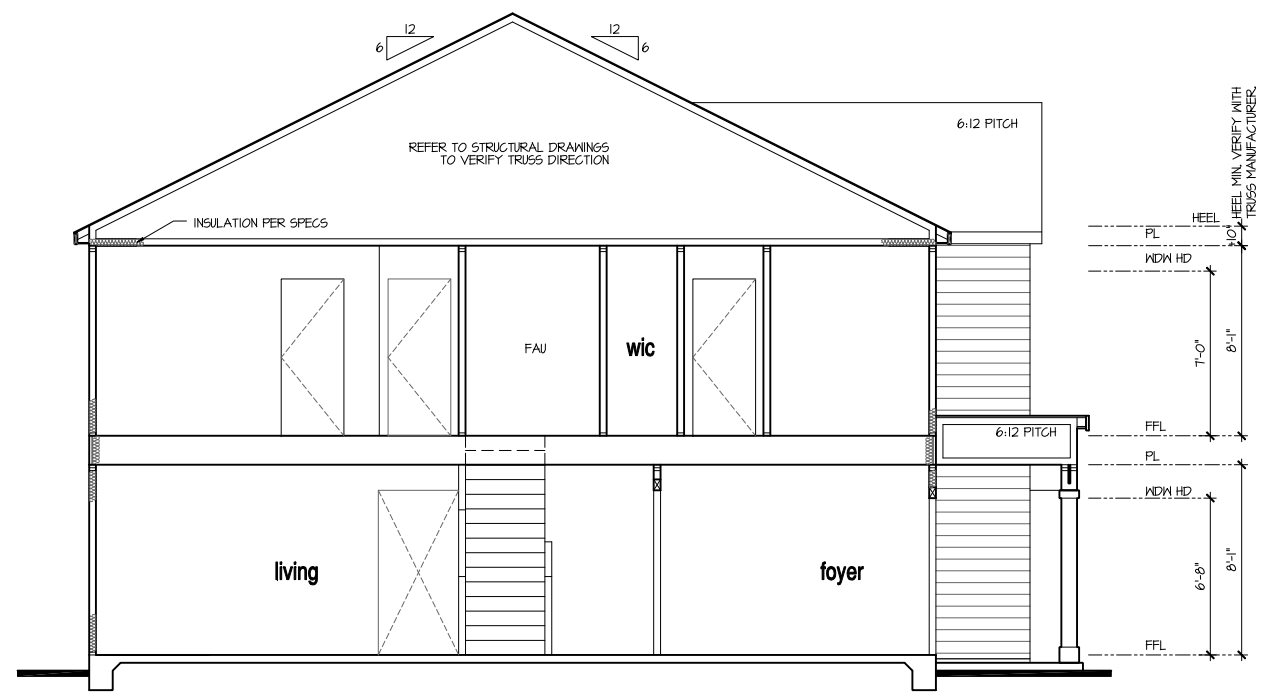 12
12
6
6
6:12 PITCH
REFER TO STRUCTURAL DRAWINGS
TO VERIFY TRUSS DIRECTION
HEEL MIN. VERIFY WITH
TRUSS MANUFACTURER.
INSULATION PER SPECS
HEEL
PL
10"
WDW HD
FAU
wic
7'-0"
8'-1"
6:12 PITCH
FFL
PL
WDW HD
living
foyer
6'-8"
8'-1"
FFL